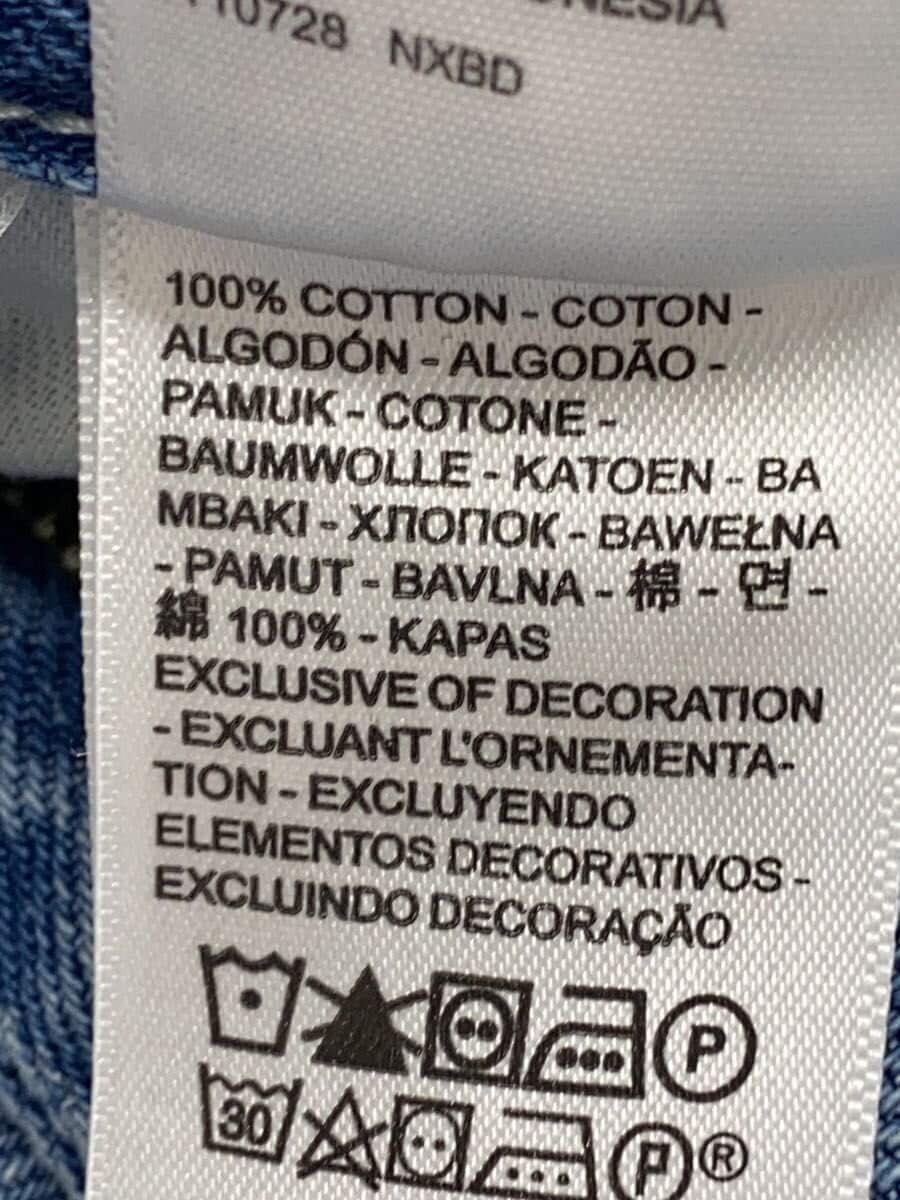 10728 NXBD
100% COTTON - COTON -
ALGODÓN - ALGODÃO -
PAMUK - COTONE -
BAUMWOLLE - KATOEN - BA
MBAKI - ХЛОПОК - BAWEŁNA
- PAMUT - BAVLNA - 棉 - 면 -
綿 100% - KAPAS
EXCLUSIVE OF DECORATION
- EXCLUANT L'ORNEMENTA-
TION - EXCLUYENDO
ELEMENTOS DECORATIVOS -
EXCLUINDO DECORAÇÃO
P
30 P ®